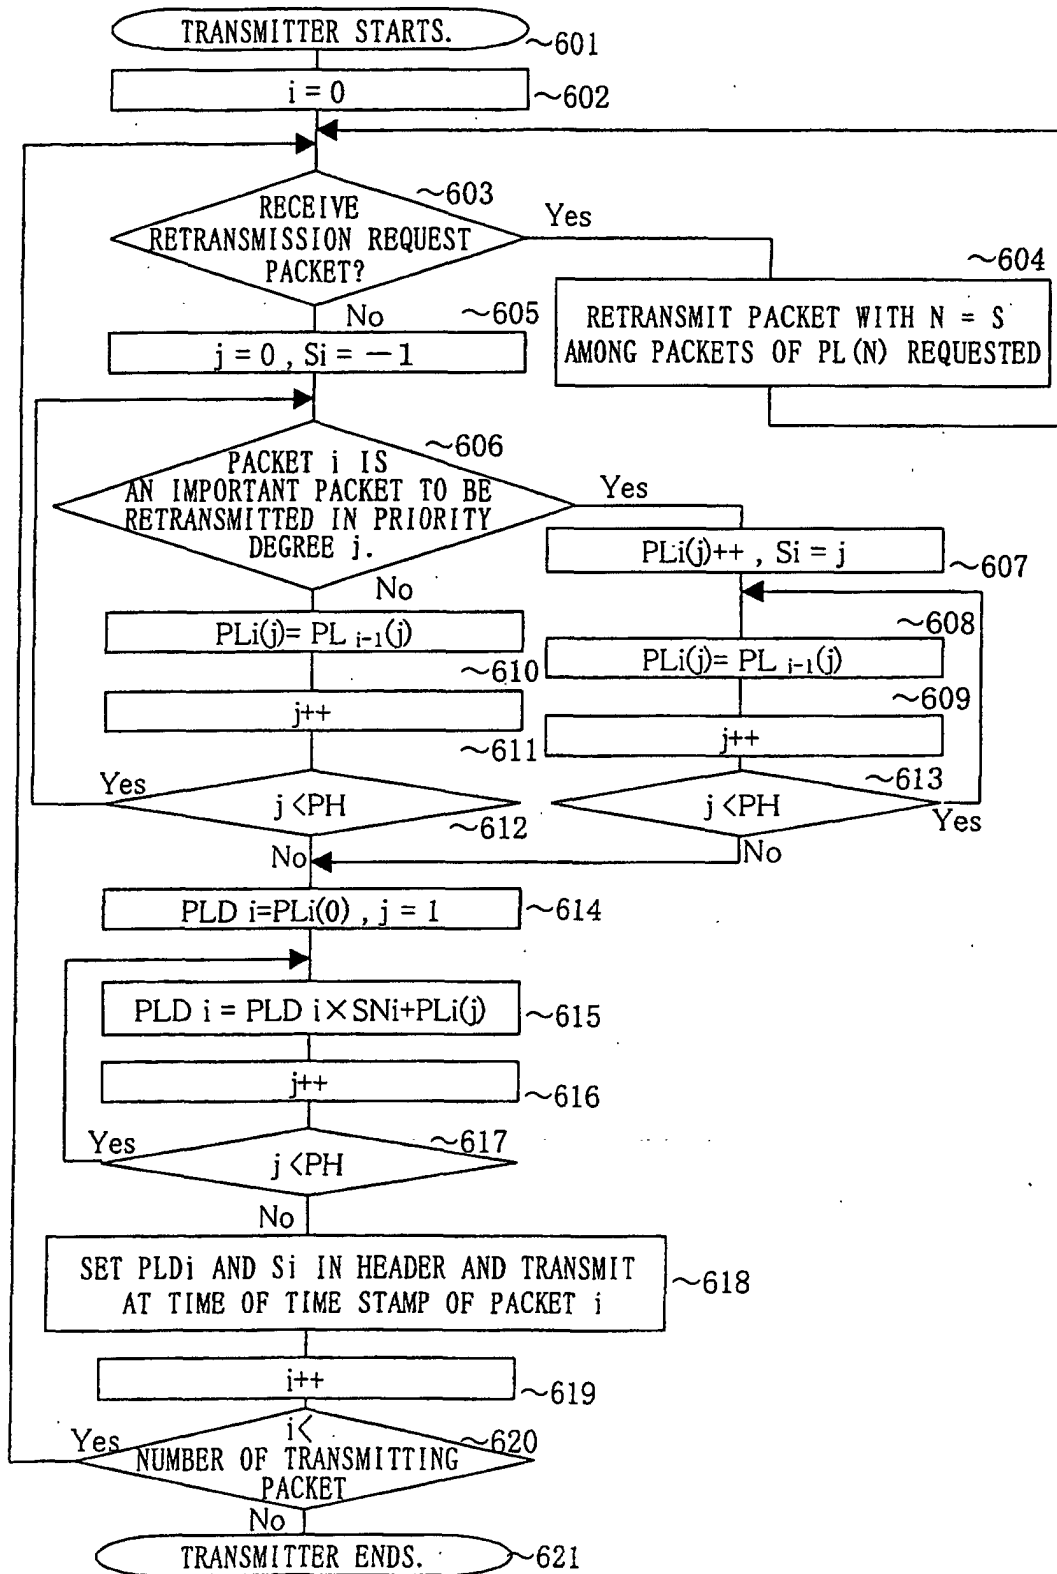 TRANSMITTER STARTS.
~601
i = 0
~602
~603
RECEIVE
RETRANSMISSION REQUEST
PACKET?
Yes
No
~604
RETRANSMIT PACKET WITH N = S
AMONG PACKETS OF PL(N) REQUESTED
~605
j = 0 , Si = −1
~606
PACKET i IS
AN IMPORTANT PACKET TO BE
RETRANSMITTED IN PRIORITY
DEGREE j.
Yes
No
PLi(j)++ , Si = j
~607
~608
PLi(j)= PL i-1(j)
~609
j++
~613
j <PH
Yes
No
PLi(j)= PL i-1(j)
~610
j++
~611
Yes
j <PH
~612
No
PLD i=PLi(0) , j = 1
~614
PLD i = PLD i×SNi+PLi(j)
~615
j++
~616
Yes
~617
j <PH
No
SET PLDi AND Si IN HEADER AND TRANSMIT
AT TIME OF TIME STAMP OF PACKET i
~618
i++
~619
Yes
i<
~620
NUMBER OF TRANSMITTING
PACKET
No
TRANSMITTER ENDS.
~621